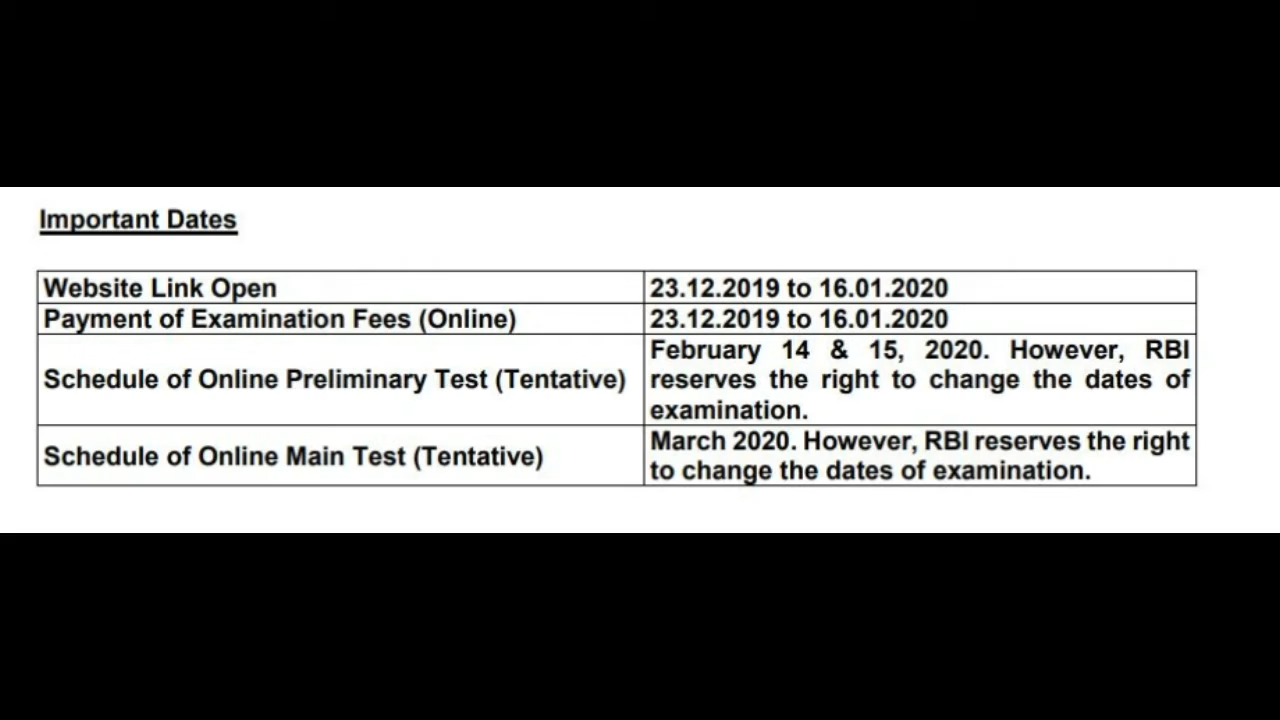 Important Dates
Website Link Open 23.12.2019 to 16.01.2020
Payment of Examination Fees (Online) 23.12.2019 to 16.01.2020
Schedule of Online Preliminary Test (Tentative)
February 14 & 15, 2020. However, RBI
reserves the right to change the dates of
examination.
Schedule of Online Main Test (Tentative)
March 2020. However, RBI reserves the right
to change the dates of examination.